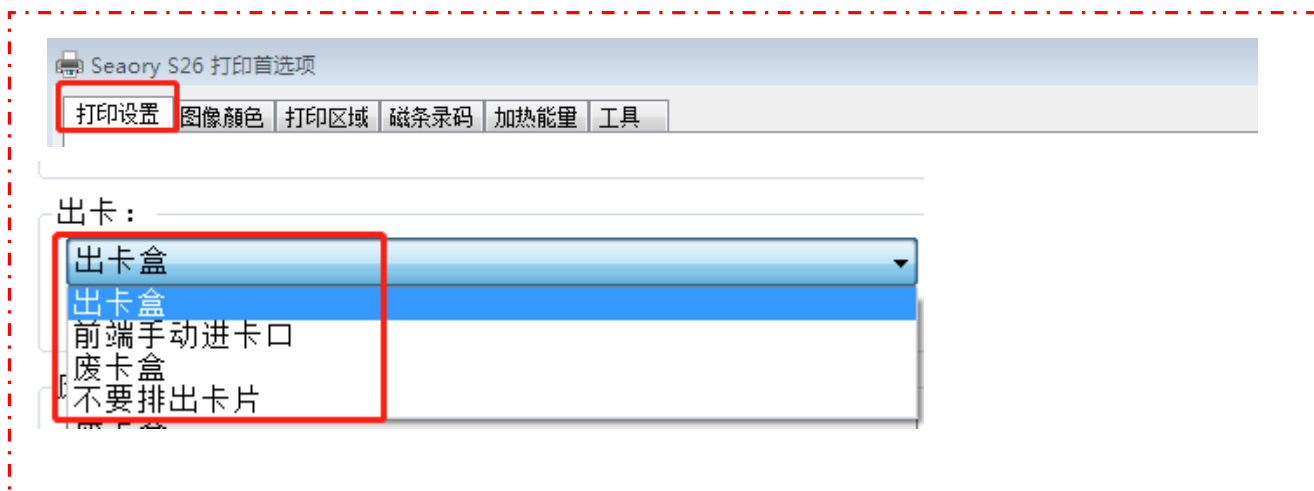 Seaory S26 打印首选项
打印设置 图像颜色 打印区域 磁条录码 加热能量 工具
出卡：
出卡盒
出卡盒
前端手动进卡口
废卡盒
不要排出卡片